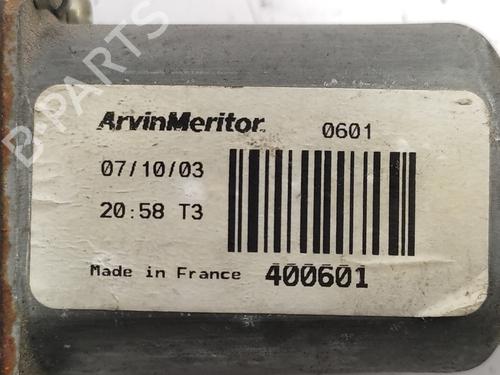 ArvinMeritor 0601
07/10/03
20:58 T3
Made in France 400601
B-PARTS